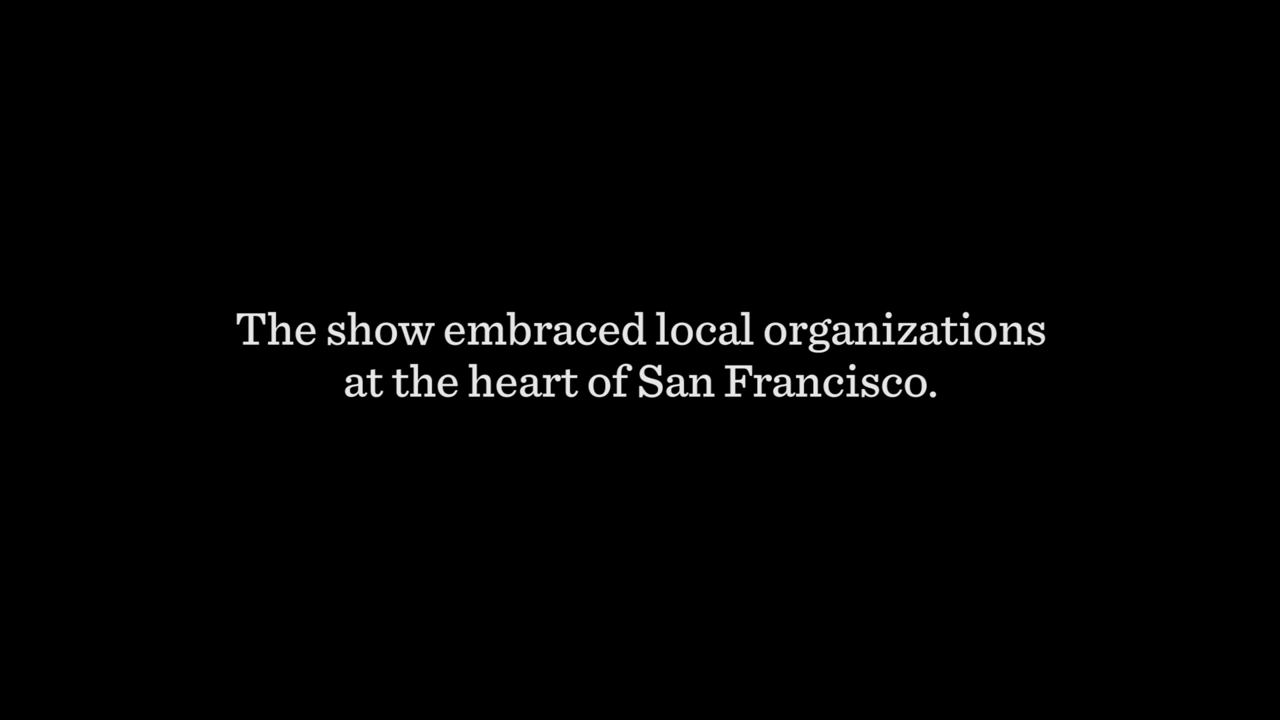 The show embraced local organizations
at the heart of San Francisco.